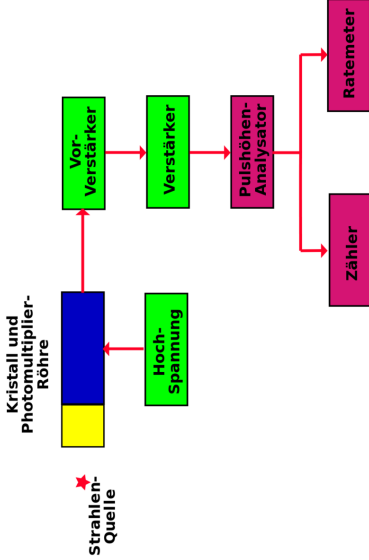 Strahlen-
Quelle
Kristall und
Photomultiplier-
Röhre
Hoch-
Spannung
Vor-
Verstärker
Verstärker
Pulshöhen-
Analysator
Zähler
Ratemeter